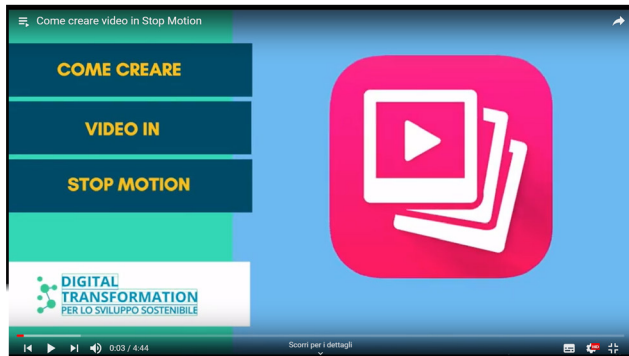 Come creare video in Stop Motion
COME CREARE
VIDEO IN
STOP MOTION
DIGITAL
TRANSFORMATION
PER LO SVILUPPO SOSTENIBILE
0:03 / 4:44
Scorri per i dettagli